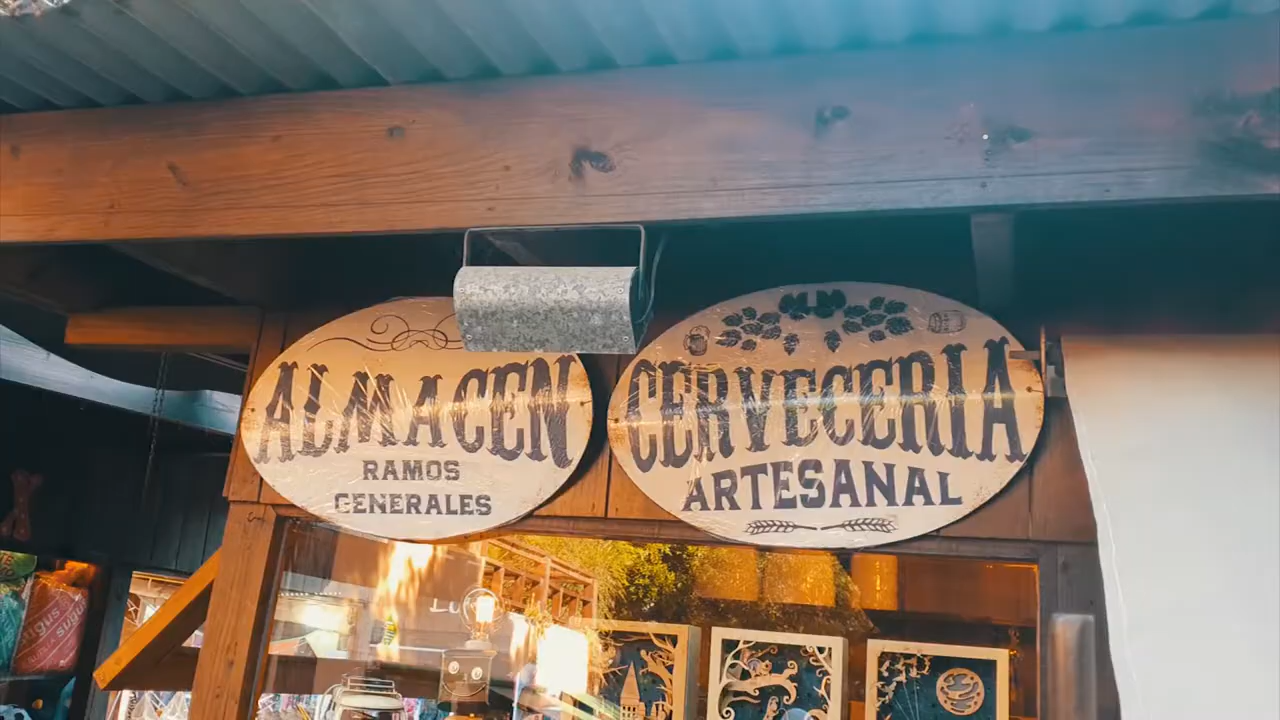 ALMACEN
RAMOS
GENERALES
CERVECERIA
ARTESANAL